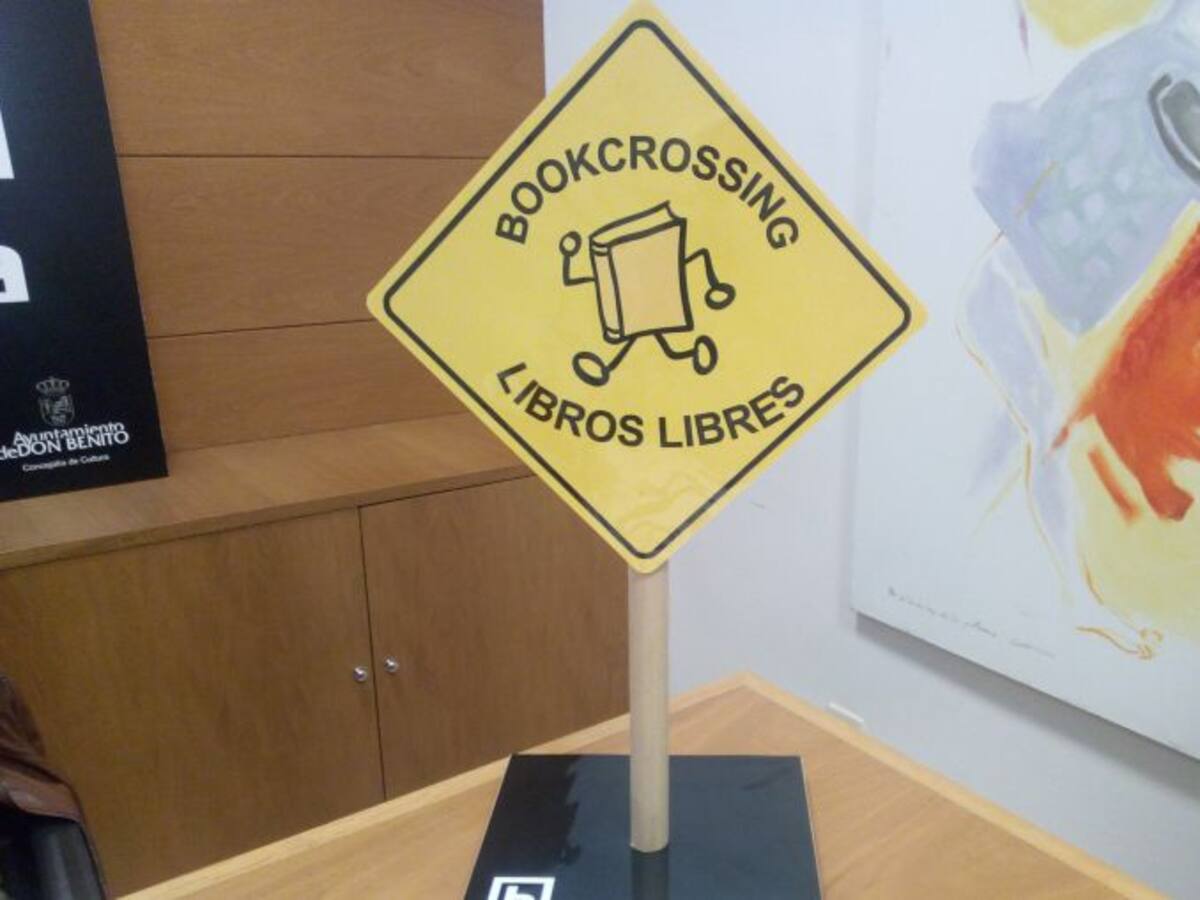 BOOKCROSSING
LIBROS LIBRES
Ayuntamiento
de DON BENITO
Concejalía de Cultura
b